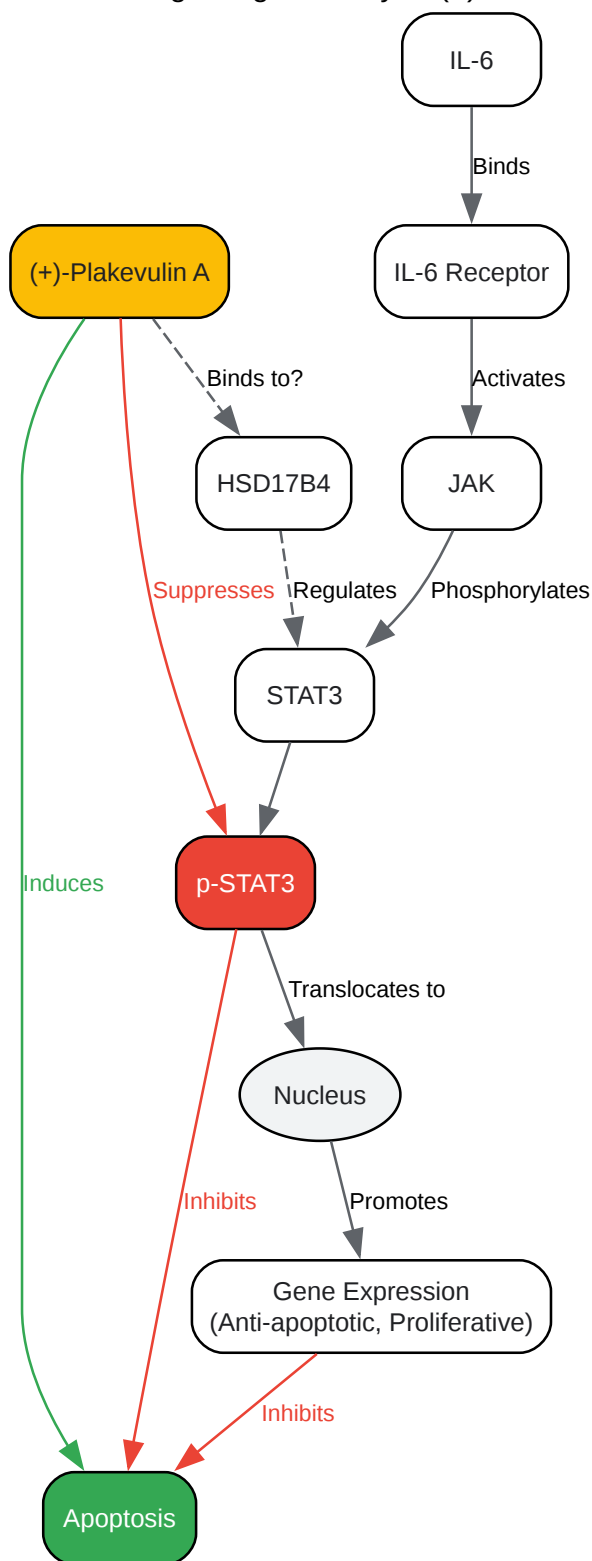 IL-6
Binds
(+)-Plakevulin A
IL-6 Receptor
Binds to?
Activates
HSD17B4
JAK
Suppresses
Regulates
Phosphorylates
STAT3
Induces
p-STAT3
Translocates to
Nucleus
Inhibits
Promotes
Gene Expression
(Anti-apoptotic, Proliferative)
Inhibits
Apoptosis